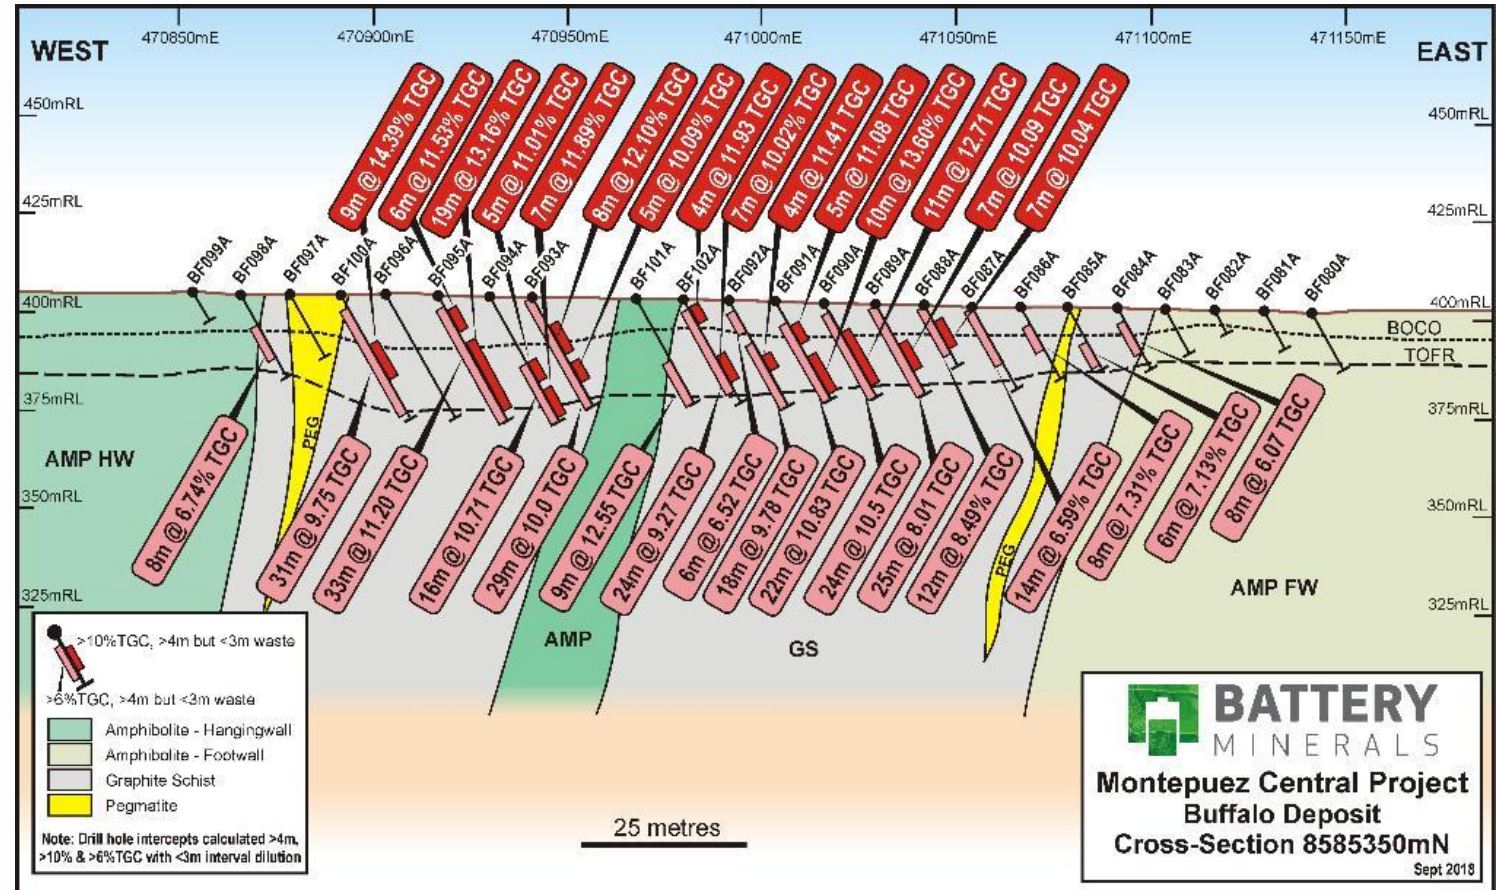 470850mE
470900mE
470950mE
471000mE
471050mE
471100mE
471150mE
WEST
EAST
450mRL
450mRL
425mRL
425mRL
400mRL
400mRL
375mRL
375mRL
350mRL
350mRL
325mRL
325mRL
9m @ 14.39% TGC
6m @ 11.53% TGC
19m @ 13.16% TGC
5m @ 11.01% TGC
7m @ 11.89% TGC
8m @ 12.10% TGC
5m @ 10.09% TGC
4m @ 11.93 TGC
7m @ 10.02% TGC
4m @ 11.41 TGC
5m @ 11.08 TGC
10m @ 13.60% TGC
11m @ 12.71 TGC
7m @ 10.09 TGC
7m @ 10.04 TGC
BF099A
BF098A
BF097A
BF100A
BF096A
BF095A
BF094A
BF093A
BF101A
BF102A
BF092A
BF091A
BF090A
BF089A
BF088A
BF087A
BF086A
BF085A
BF084A
BF083A
BF082A
BF081A
BF080A
BOCO
TOFR
AMP HW
PEG
AMP
GS
PEG
AMP FW
8m @ 6.74% TGC
31m @ 9.75 TGC
33m @ 11.20 TGC
16m @ 10.71 TGC
29m @ 10.0 TGC
9m @ 12.55 TGC
24m @ 9.27 TGC
6m @ 6.52 TGC
18m @ 9.78 TGC
22m @ 10.83 TGC
24m @ 10.5 TGC
25m @ 8.01 TGC
12m @ 8.49% TGC
14m @ 6.59% TGC
8m @ 7.31% TGC
6m @ 7.13% TGC
8m @ 6.07 TGC
>10%TGC, >4m but <3m waste
>6%TGC, >4m but <3m waste
Amphibolite - Hangingwall
Amphibolite - Footwall
Graphite Schist
Pegmatite
Note: Drill hole intercepts calculated >4m,
>10% & >6%TGC with <3m interval dilution
25 metres
BATTERY
MINERALS
Montepuez Central Project
Buffalo Deposit
Cross-Section 8585350mN
Sept 2018